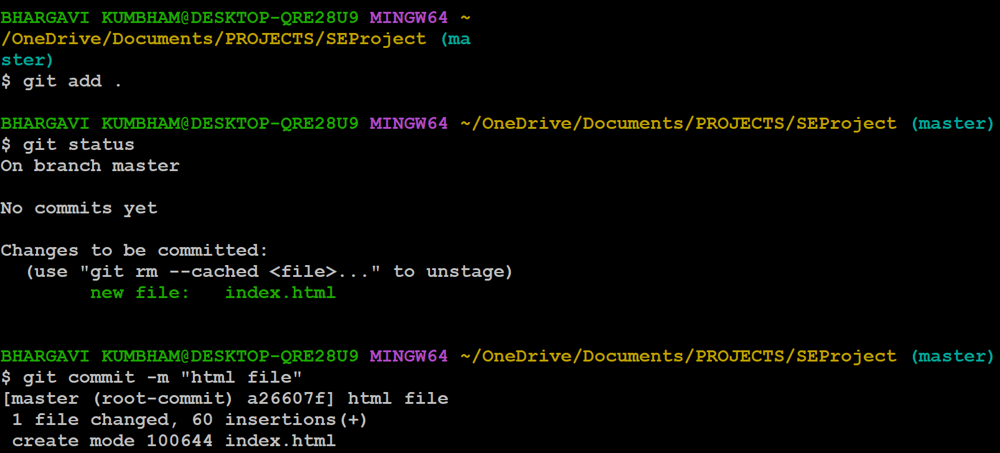 BHARGAVI KUMBHAM@DESKTOP-QRE28U9 MINGW64 ~
/OneDrive/Documents/PROJECTS/SEProject (ma
ster)
$ git add .
BHARGAVI KUMBHAM@DESKTOP-QRE28U9 MINGW64 ~/OneDrive/Documents/PROJECTS/SEProject (master)
$ git status
On branch master
No commits yet
Changes to be committed:
  (use "git rm --cached <file>..." to unstage)
        new file:   index.html
BHARGAVI KUMBHAM@DESKTOP-QRE28U9 MINGW64 ~/OneDrive/Documents/PROJECTS/SEProject (master)
$ git commit -m "html file"
[master (root-commit) a26607f] html file
 1 file changed, 60 insertions(+)
 create mode 100644 index.html